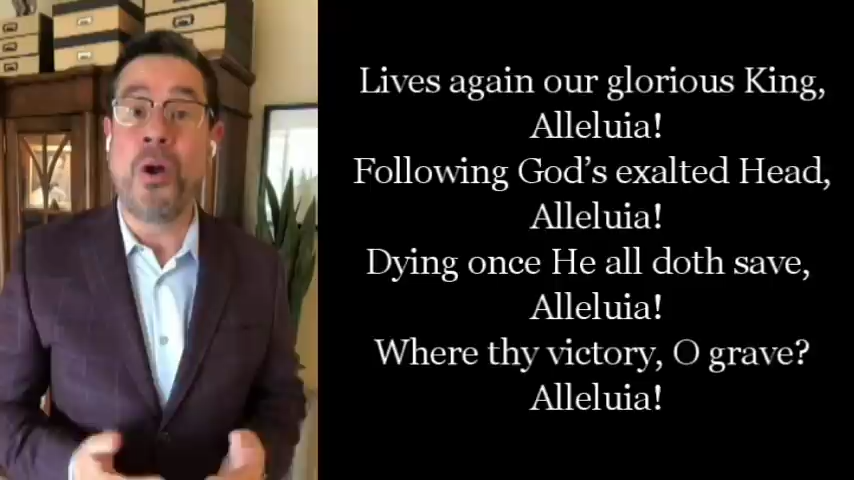 Lives again our glorious King,
Alleluia!
Following God’s exalted Head,
Alleluia!
Dying once He all doth save,
Alleluia!
Where thy victory, O grave?
Alleluia!